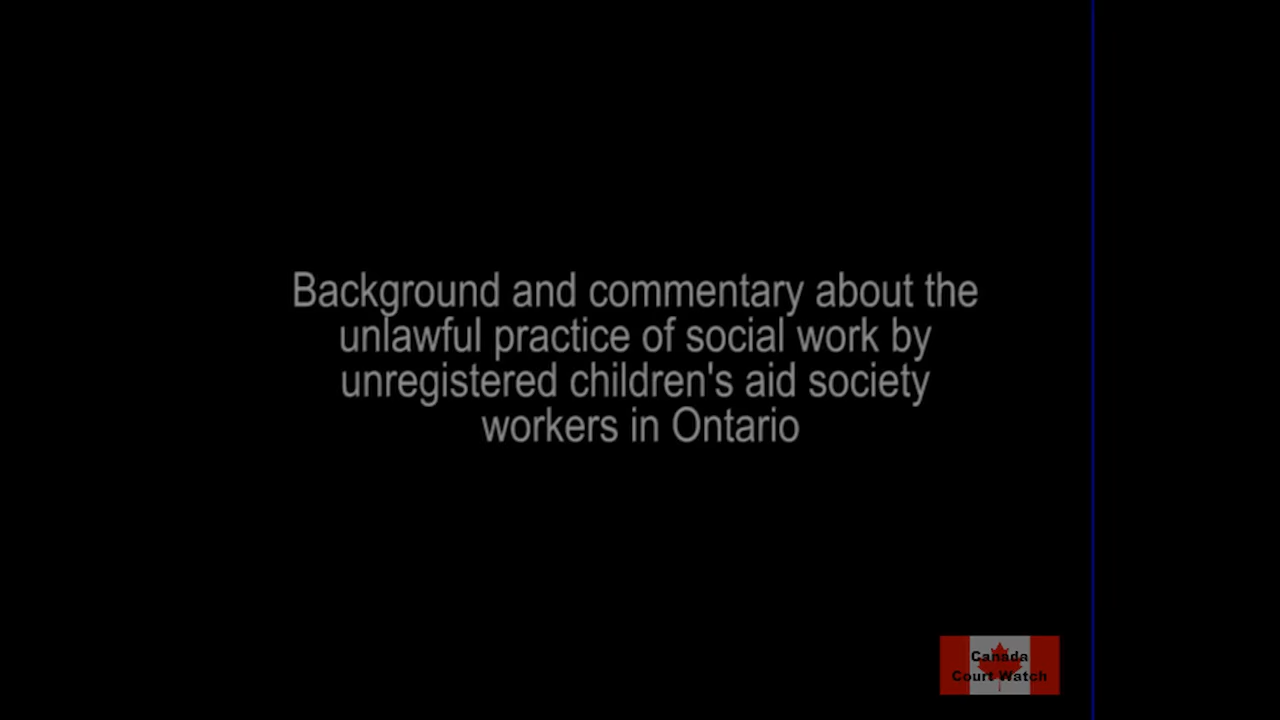 Background and commentary about the
unlawful practice of social work by
unregistered children's aid society
workers in Ontario
Canada
Court Watch